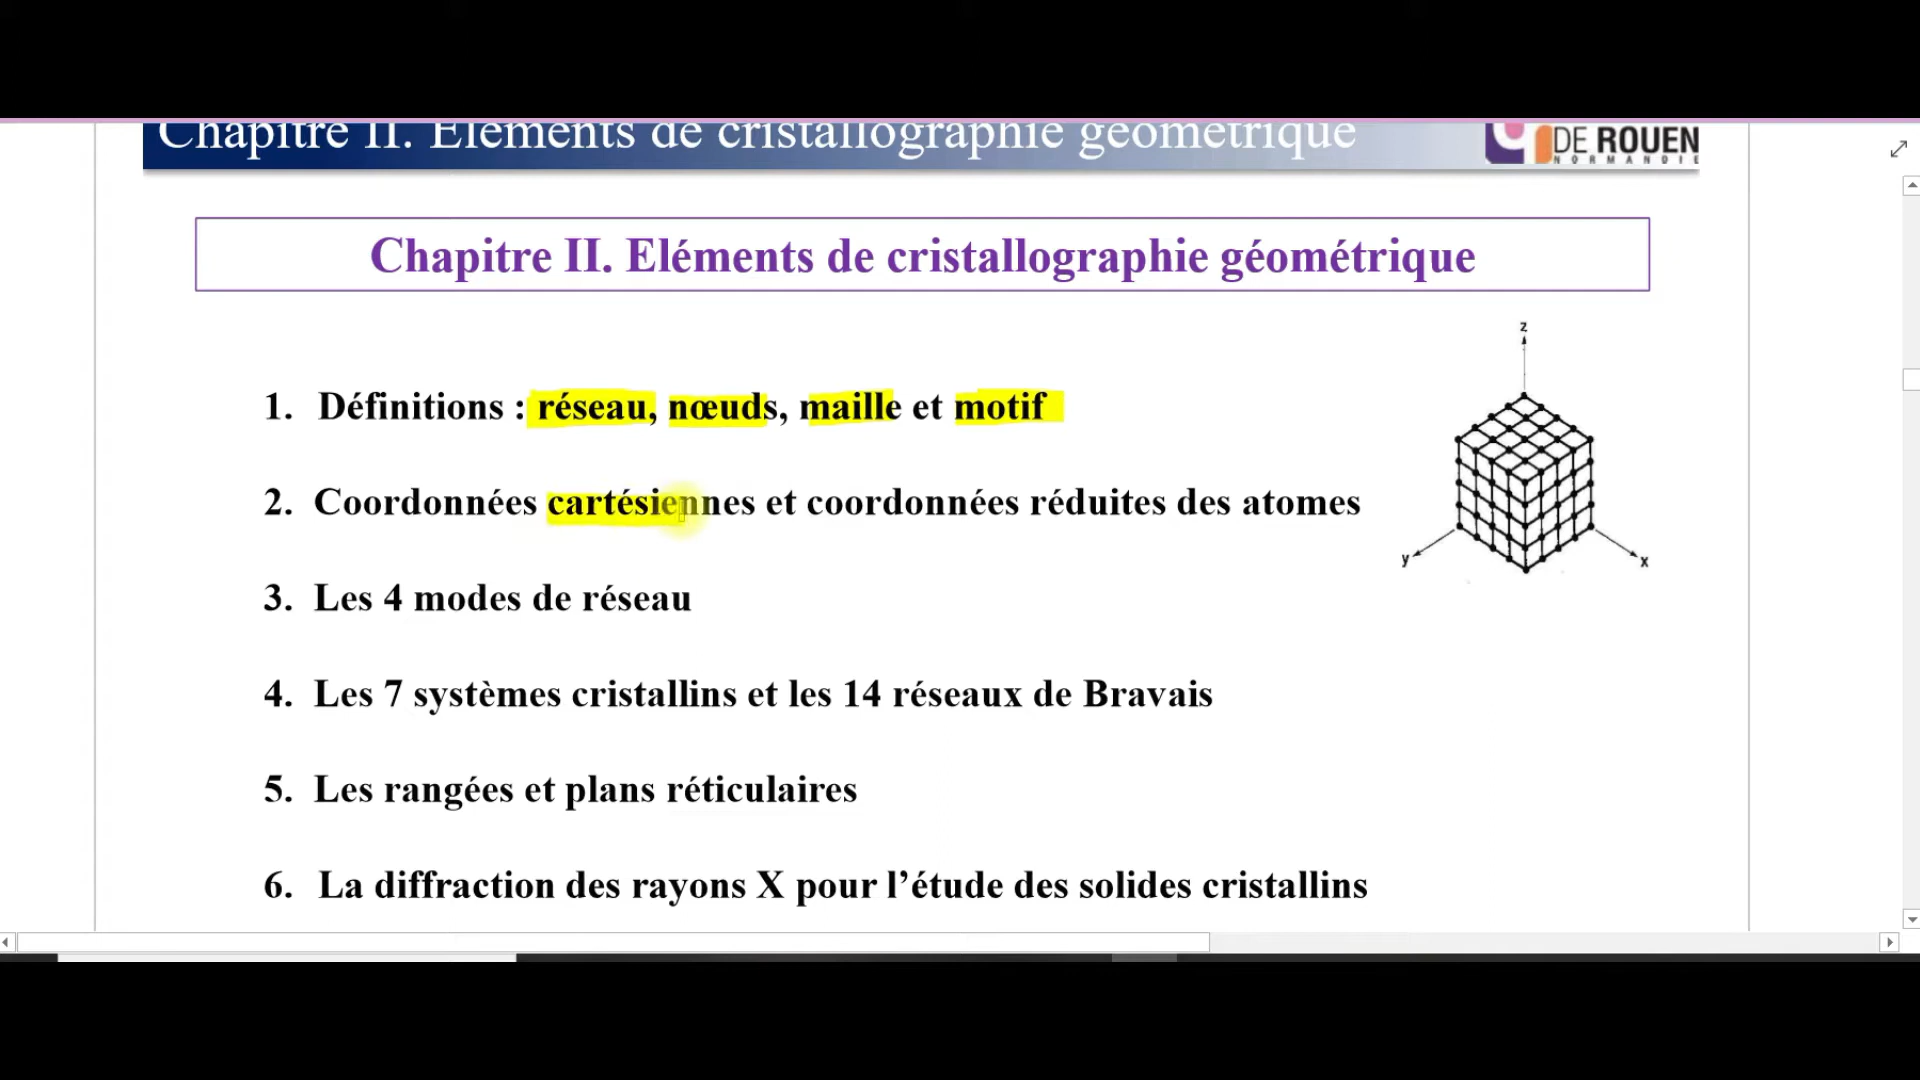 Chapitre II. Eléments de cristallographie géométrique
DE ROUEN
NORMANDIE
Chapitre II. Eléments de cristallographie géométrique
z
1. Définitions : réseau, nœuds, maille et motif
2. Coordonnées cartésiennes et coordonnées réduites des atomes
y
x
3. Les 4 modes de réseau
4. Les 7 systèmes cristallins et les 14 réseaux de Bravais
5. Les rangées et plans réticulaires
6. La diffraction des rayons X pour l’étude des solides cristallins